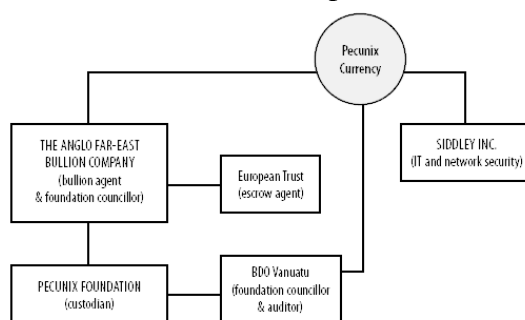 Pecunix
Currency
THE ANGLO FAR-EAST
BULLION COMPANY
(bullion agent
& foundation councillor)
European Trust
(escrow agent)
SIDDLEY INC.
(IT and network security)
PECUNIX FOUNDATION
(custodian)
BDO Vanuatu
(foundation councillor
& auditor)